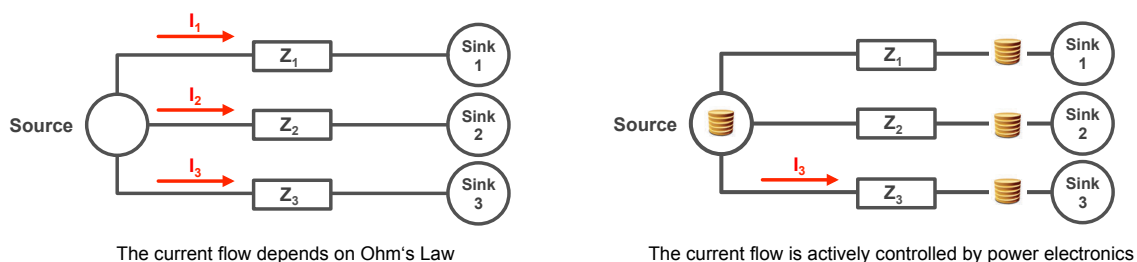 I1
Z1
Sink
1
I2
Source
Z2
Sink
2
I3
Z3
Sink
3
The current flow depends on Ohm‘s Law
Z1
Sink
1
Source
Z2
Sink
2
I3
Z3
Sink
3
The current flow is actively controlled by power electronics